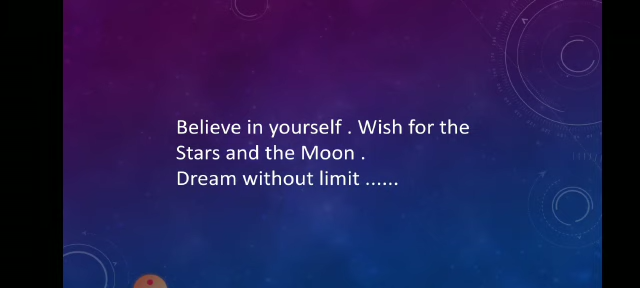 Believe in yourself . Wish for the
Stars and the Moon .
Dream without limit ......